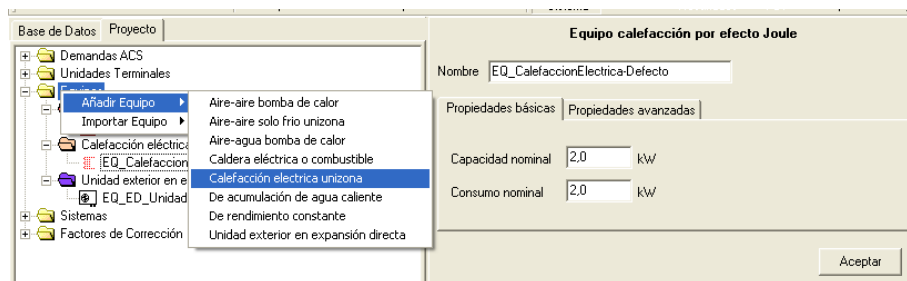 Base de Datos Proyecto
Equipo calefacción por efecto Joule
Demandas ACS
Unidades Terminales
Nombre EQ_CalefaccionElectrica-Defecto
Añadir Equipo
Importar Equipo
Calefacción eléctrica
EQ_Calefaccion
Unidad exterior en e
EQ_ED_Unidad
Sistemas
Factores de Corrección
Aire-aire bomba de calor
Aire-aire solo frio unizona
Aire-agua bomba de calor
Caldera eléctrica o combustible
Calefacción electrica unizona
De acumulación de agua caliente
De rendimiento constante
Unidad exterior en expansión directa
Propiedades básicas Propiedades avanzadas
Capacidad nominal 2,0 kW
Consumo nominal 2,0 kW
Aceptar